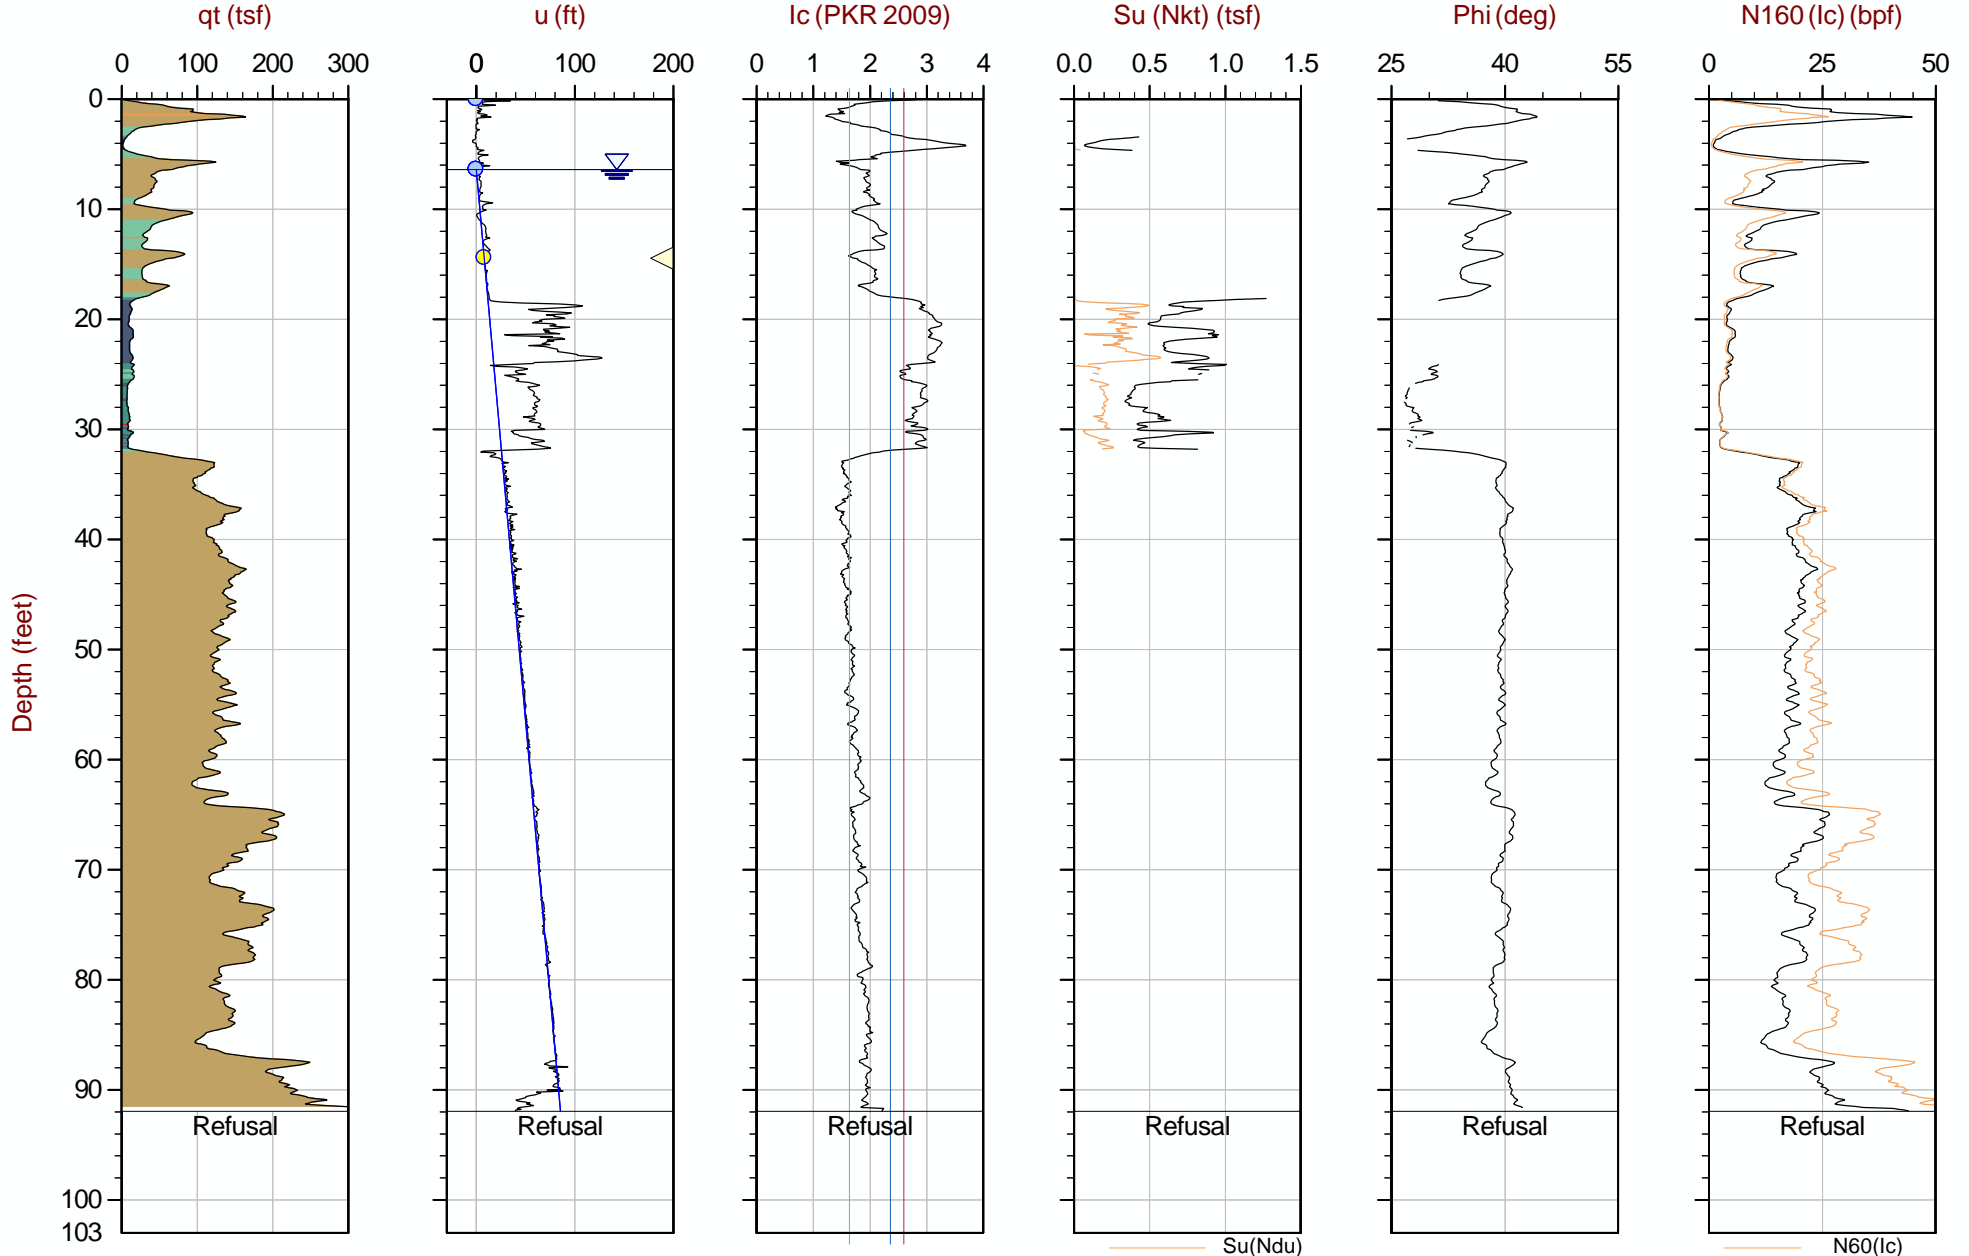 qt (tsf) u (ft) Ic (PKR 2009) Su (Nkt) (tsf) Phi (deg) N160 (Ic) (bpf)
0 100 200 300 0 100 200 0 1 2 3 4 0.0 0.5 1.0 1.5 25 40 55 0 25 50
0
10
20
30
40
50
60
70
80
90
100
103
Depth (feet)
Refusal Refusal Refusal Refusal Refusal Refusal
Su(Ndu) N60(Ic)